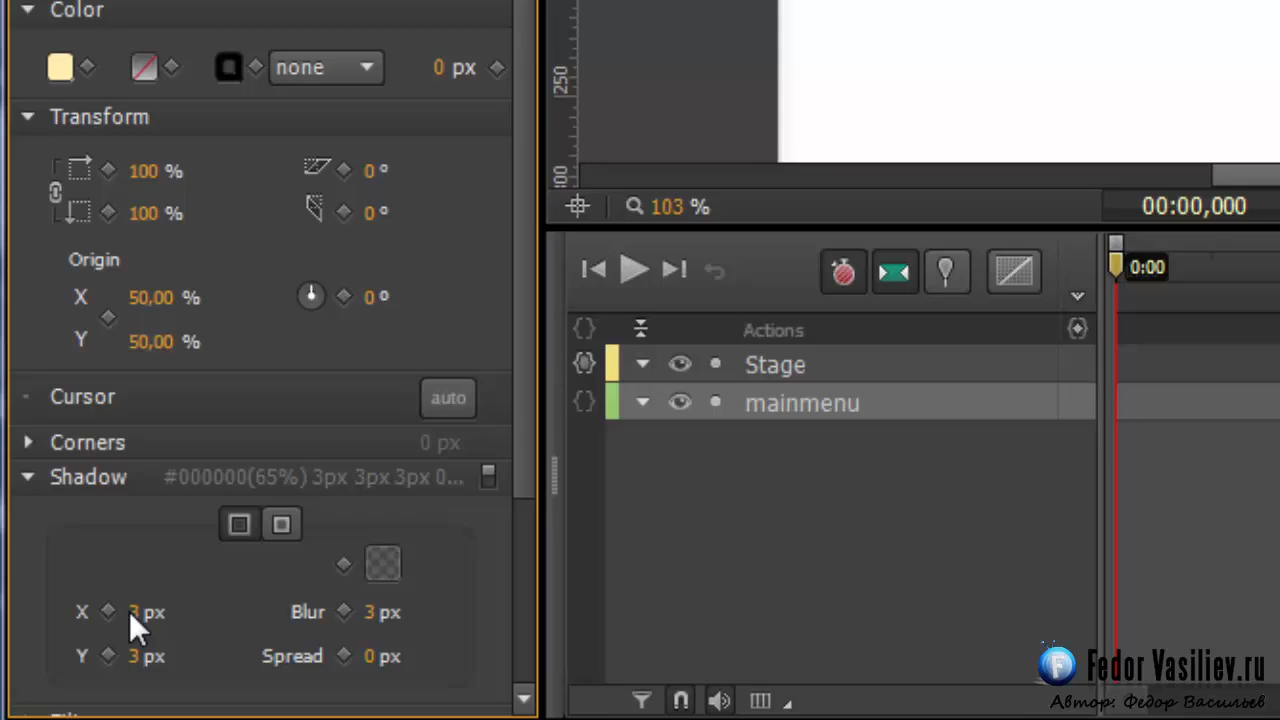 Color
none
0 px
Transform
100 %
0 °
100 %
0 °
Origin
X 50,00 %
0 °
Y 50,00 %
Cursor
auto
Corners
0 px
Shadow
#000000(65%) 3px 3px 3px 0...
X 3 px
Blur 3 px
Y 3 px
Spread 0 px
250
103 %
00:00,000
0:00
Actions
Stage
mainmenu
Fedor Vasiliev.ru
Автор: Федор Васильев